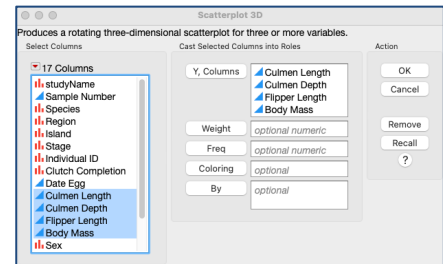 Scatterplot 3D
Produces a rotating three-dimensional scatterplot for three or more variables.
Select Columns
17 Columns
studyName
Sample Number
Species
Region
Island
Stage
Individual ID
Clutch Completion
Date Egg
Culmen Length
Culmen Depth
Flipper Length
Body Mass
Sex
Cast Selected Columns into Roles
Y, Columns
Culmen Length
Culmen Depth
Flipper Length
Body Mass
Weight optional numeric
Freq optional numeric
Coloring optional
By optional
Action
OK
Cancel
Remove
Recall
?